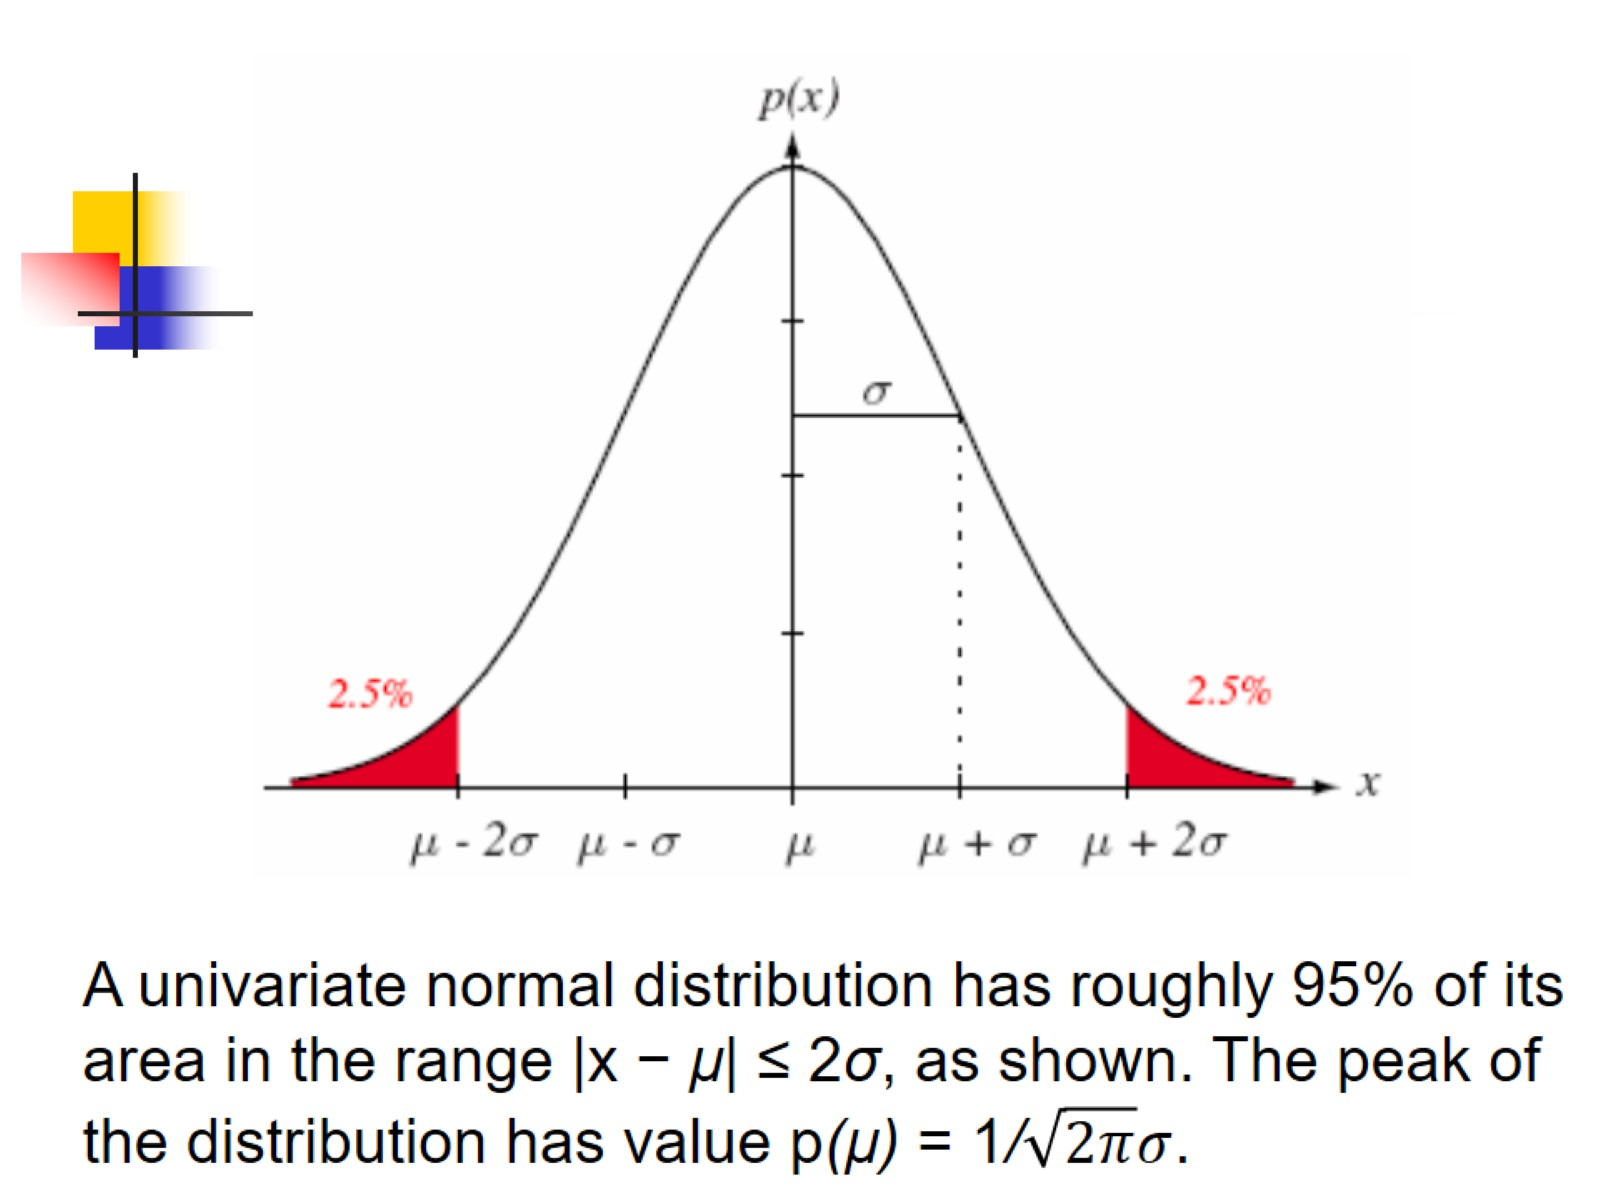 p(x)
σ
2.5%
2.5%
x
μ - 2σ μ - σ μ μ + σ μ + 2σ
A univariate normal distribution has roughly 95% of its
area in the range |x − μ| ≤ 2σ, as shown. The peak of
the distribution has value p(μ) = 1/√2πσ.